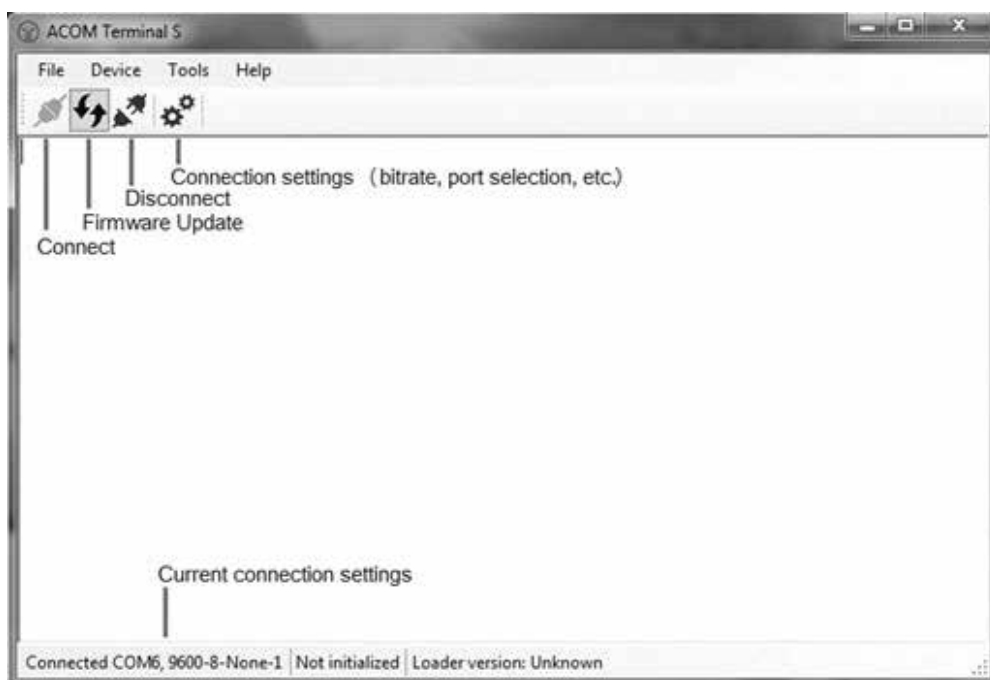 ACOM Terminal S
File Device Tools Help
Connection settings (bitrate, port selection, etc.)
Disconnect
Firmware Update
Connect
Current connection settings
Connected COM6, 9600-8-None-1 Not initialized Loader version: Unknown